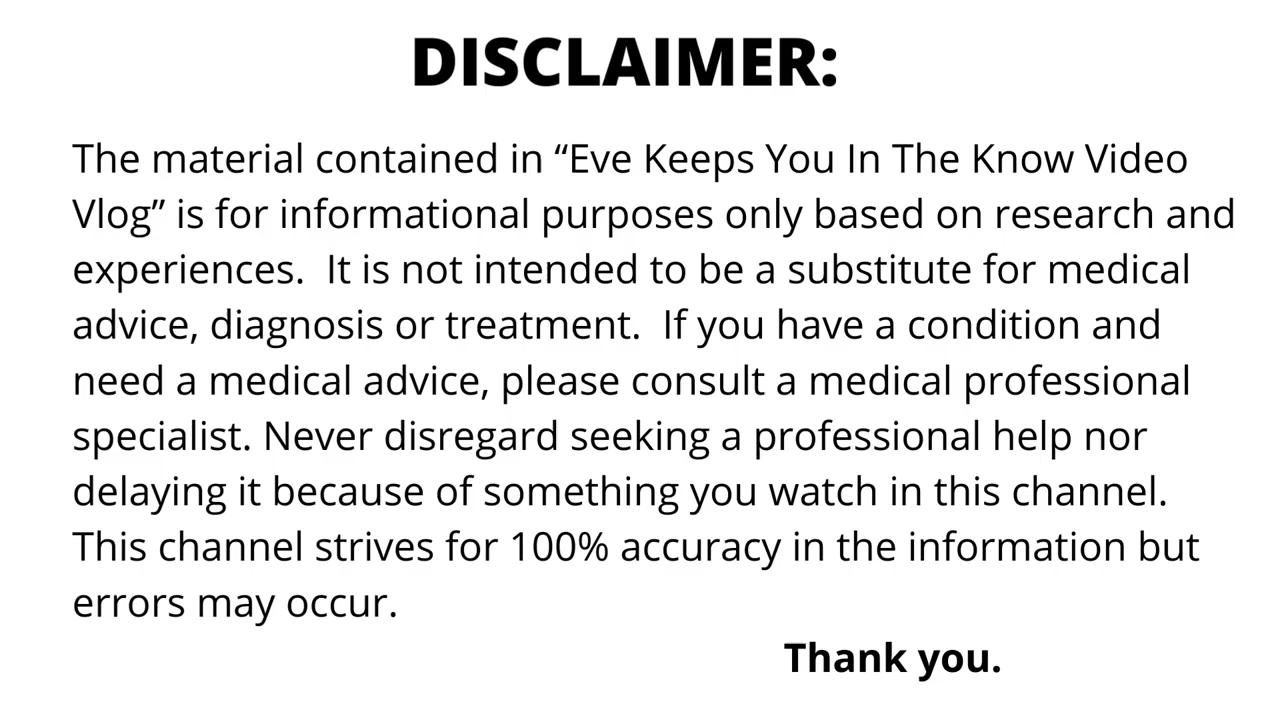 DISCLAIMER:
The material contained in “Eve Keeps You In The Know Video
Vlog” is for informational purposes only based on research and
experiences.  It is not intended to be a substitute for medical
advice, diagnosis or treatment.  If you have a condition and
need a medical advice, please consult a medical professional
specialist. Never disregard seeking a professional help nor
delaying it because of something you watch in this channel.
This channel strives for 100% accuracy in the information but
errors may occur.
Thank you.